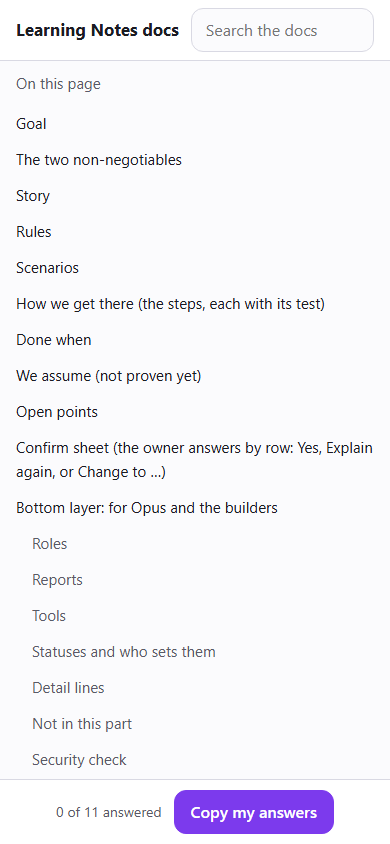 Learning Notes docs
Search the docs
On this page
Goal
The two non-negotiables
Story
Rules
Scenarios
How we get there (the steps, each with its test)
Done when
We assume (not proven yet)
Open points
Confirm sheet (the owner answers by row: Yes, Explain
again, or Change to ...)
Bottom layer: for Opus and the builders
Roles
Reports
Tools
Statuses and who sets them
Detail lines
Not in this part
Security check
0 of 11 answered
Copy my answers